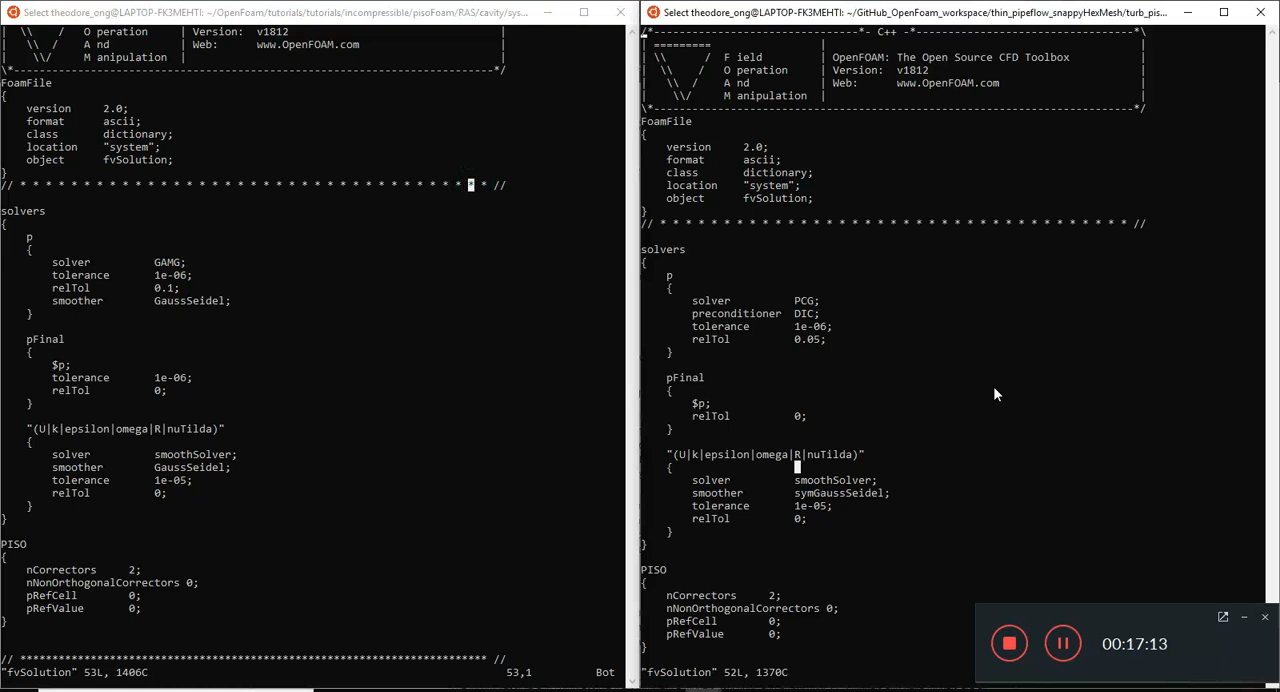 Select theodore_ong@LAPTOP-FK3MEHTI: ~/OpenFoam/tutorials/tutorials/incompressible/pisoFoam/RAS/cavity/sys...
|   \\    /   O peration     | Version:  v1812                                 |
|    \\  /    A nd           | Web:      www.OpenFOAM.com                      |
|     \\/     M anipulation  |                                                 |
\*---------------------------------------------------------------------------*/
FoamFile
{
    version     2.0;
    format      ascii;
    class       dictionary;
    location    "system";
    object      fvSolution;
}
// * * * * * * * * * * * * * * * * * * * * * * * * * * * * * * * * * * * * * //
solvers
{
    p
    {
        solver          GAMG;
        tolerance       1e-06;
        relTol          0.1;
        smoother        GaussSeidel;
    }
    pFinal
    {
        $p;
        tolerance       1e-06;
        relTol          0;
    }
    "(U|k|epsilon|omega|R|nuTilda)"
    {
        solver          smoothSolver;
        smoother        GaussSeidel;
        tolerance       1e-05;
        relTol          0;
    }
}
PISO
{
    nCorrectors     2;
    nNonOrthogonalCorrectors 0;
    pRefCell        0;
    pRefValue       0;
}
// ************************************************************************* //
"fvSolution" 53L, 1406C                                       53,1          Bot
Select theodore_ong@LAPTOP-FK3MEHTI: ~/GitHub_OpenFoam_workspace/thin_pipeflow_snappyHexMesh/turb_pis...
/*--------------------------------*- C++ -*----------------------------------*\
| =========                 |                                                 |
| \\      /  F ield         | OpenFOAM: The Open Source CFD Toolbox           |
|  \\    /   O peration     | Version:  v1812                                 |
|   \\  /    A nd           | Web:      www.OpenFOAM.com                      |
|    \\/     M anipulation  |                                                 |
\*---------------------------------------------------------------------------*/
FoamFile
{
    version     2.0;
    format      ascii;
    class       dictionary;
    location    "system";
    object      fvSolution;
}
// * * * * * * * * * * * * * * * * * * * * * * * * * * * * * * * * * * * * * //
solvers
{
    p
    {
        solver          PCG;
        preconditioner  DIC;
        tolerance       1e-06;
        relTol          0.05;
    }
    pFinal
    {
        $p;
        relTol          0;
    }
    "(U|k|epsilon|omega|R|nuTilda)"
    {
        solver          smoothSolver;
        smoother        symGaussSeidel;
        tolerance       1e-05;
        relTol          0;
    }
}
PISO
{
    nCorrectors     2;
    nNonOrthogonalCorrectors 0;
    pRefCell        0;
    pRefValue       0;
}
"fvSolution" 52L, 1370C
00:17:13